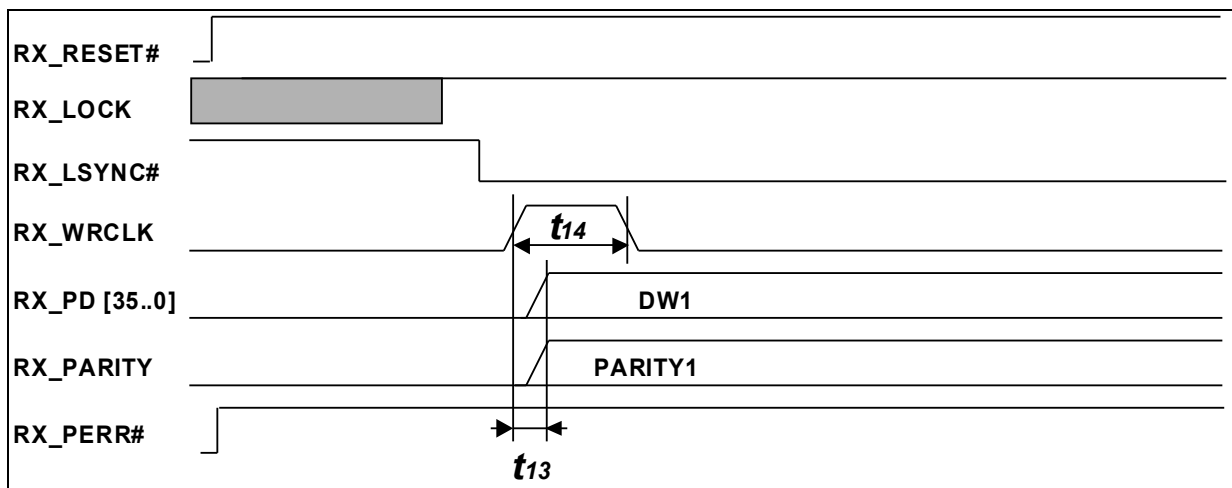 RX_RESET#
RX_LOCK
RX_LSYNC#
RX_WRCLK
t14
RX_PD [35..0]
DW1
RX_PARITY
PARITY1
RX_PERR#
t13